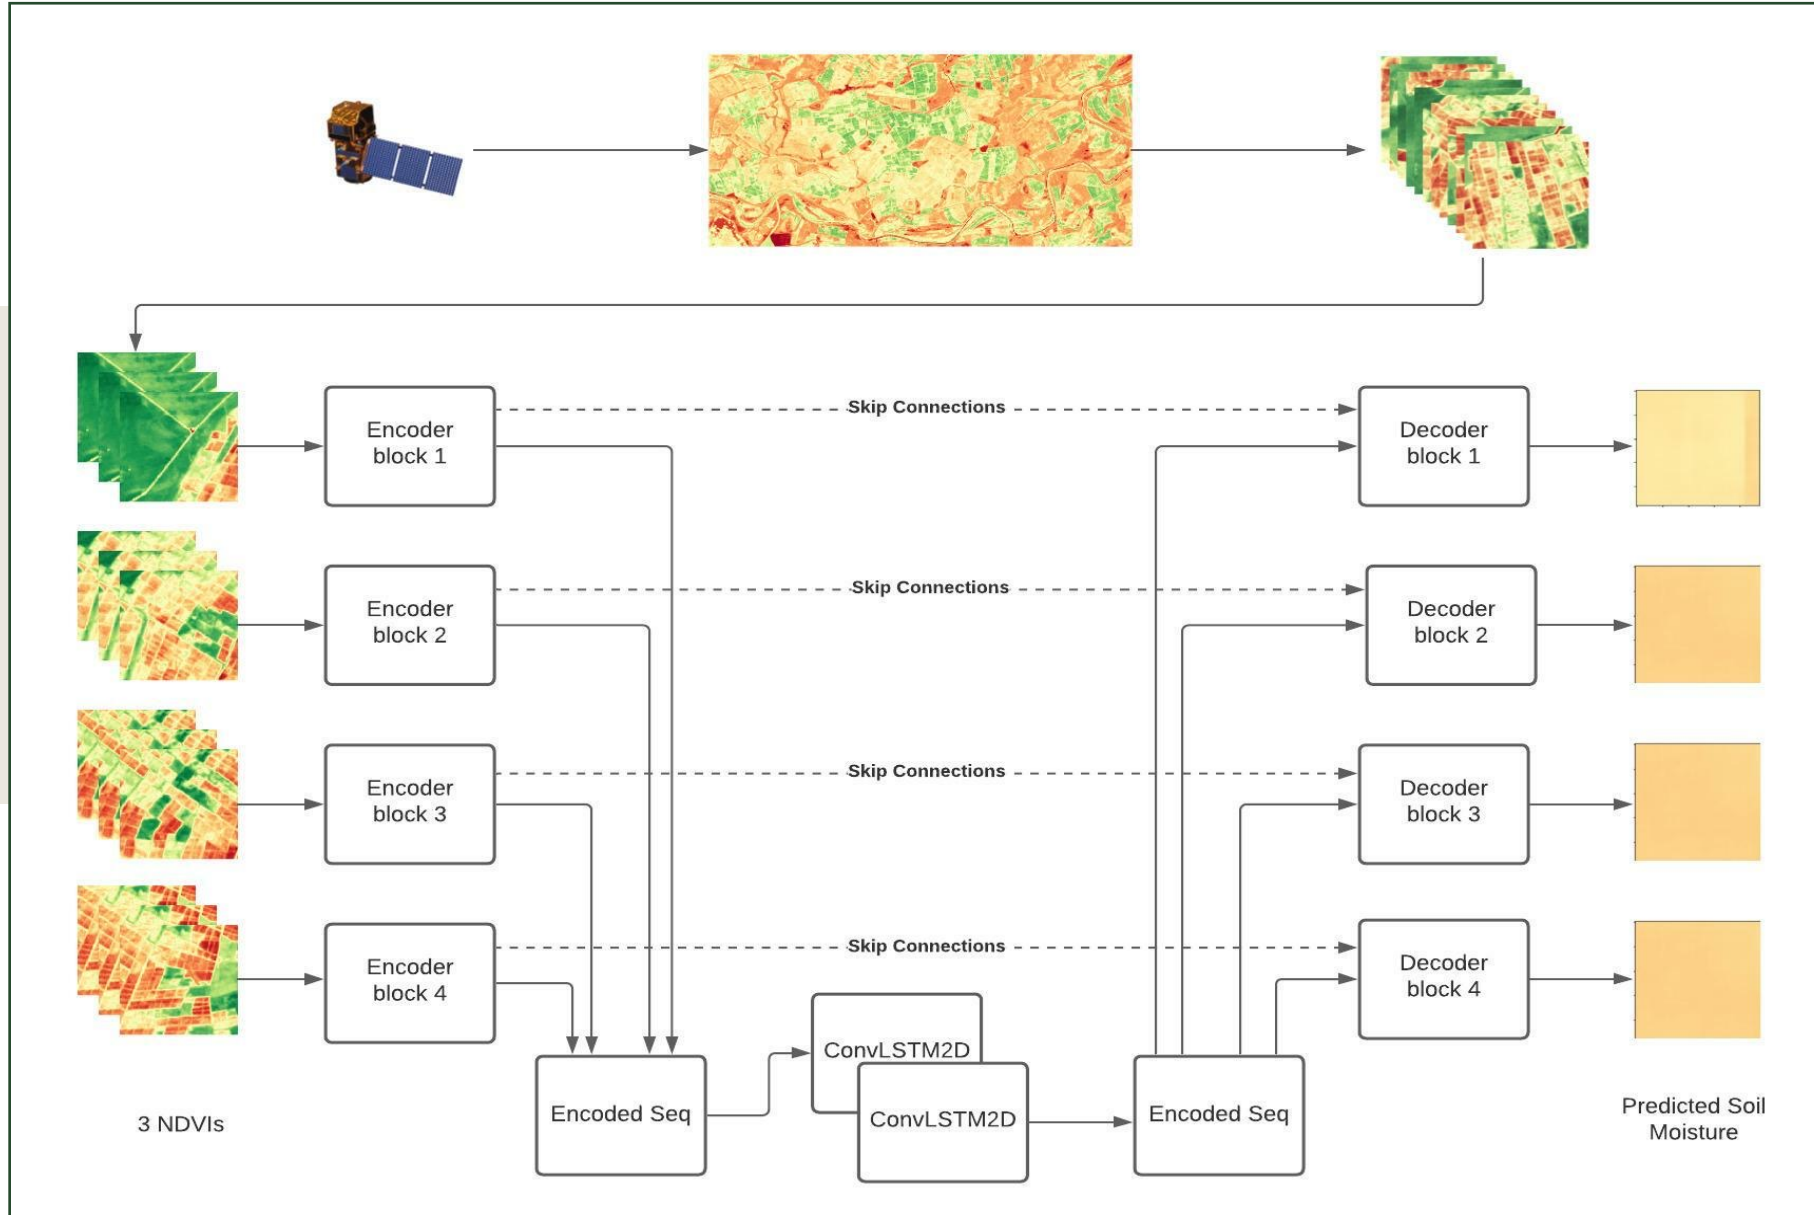 Encoder
block 1
Skip Connections
Decoder
block 1
Encoder
block 2
Skip Connections
Decoder
block 2
Encoder
block 3
Skip Connections
Decoder
block 3
Encoder
block 4
Skip Connections
Decoder
block 4
3 NDVIs
Encoded Seq
ConvLSTM2D
ConvLSTM2D
Encoded Seq
Predicted Soil
Moisture